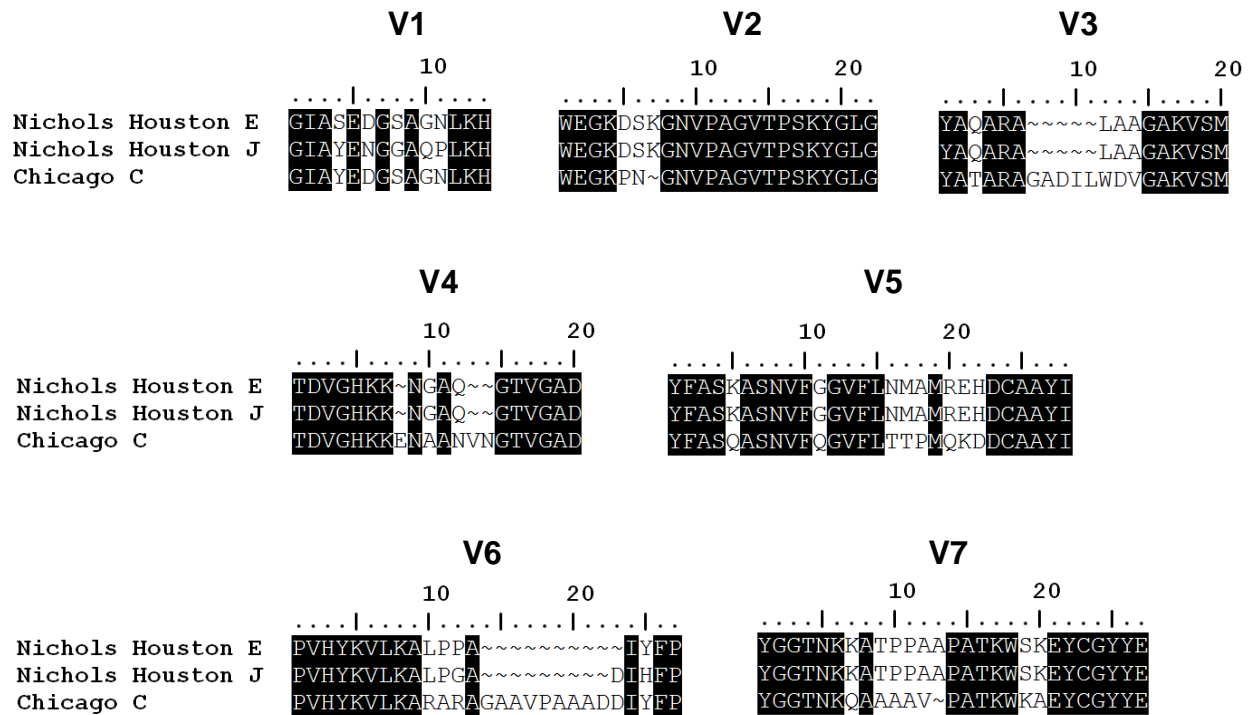 V1 V2 V3
10 10 20 10 20
....|....|.... ....|....|....|....|.. ....|....|....|....|
Nichols Houston E GIASEDGSAGNLKH WEGKDSKGNVPAGVTPSKYGLG YAQARA~~~~~LAAGAKVSM
Nichols Houston J GIAYENGGAQPLKH WEGKDSKGNVPAGVTPSKYGLG YAQARA~~~~~LAAGAKVSM
Chicago C GIAYEDGSAGNLKH WEGKPN~GNVPAGVTPSKYGLG YATARAGADILWDVGAKVSM
V4 V5
10 20 10 20
....|....|....|....| ....|....|....|....|....|...
Nichols Houston E TDVGHKK~NGAQ~~GTVGAD YFASKASNVFGGVFLNMAMREHDCAAYI
Nichols Houston J TDVGHKK~NGAQ~~GTVGAD YFASKASNVFGGVFLNMAMREHDCAAYI
Chicago C TDVGHKKENAANVNGTVGAD YFASQASNVFQGVFLTTPMQKDDCAAYI
V6 V7
10 20 10 20
....|....|....|....|....|.. ....|....|....|....|....|..
Nichols Houston E PVHYKVLKALPPA~~~~~~~~~~IYFP YGGTNKKATPPAAPATKWSKEYCGYYE
Nichols Houston J PVHYKVLKALPGA~~~~~~~~~DIHFP YGGTNKKATPPAAPATKWSKEYCGYYE
Chicago C PVHYKVLKARARAGAAVPAAADDIYFP YGGTNKQAAAAV~PATKWKAEYCGYYE